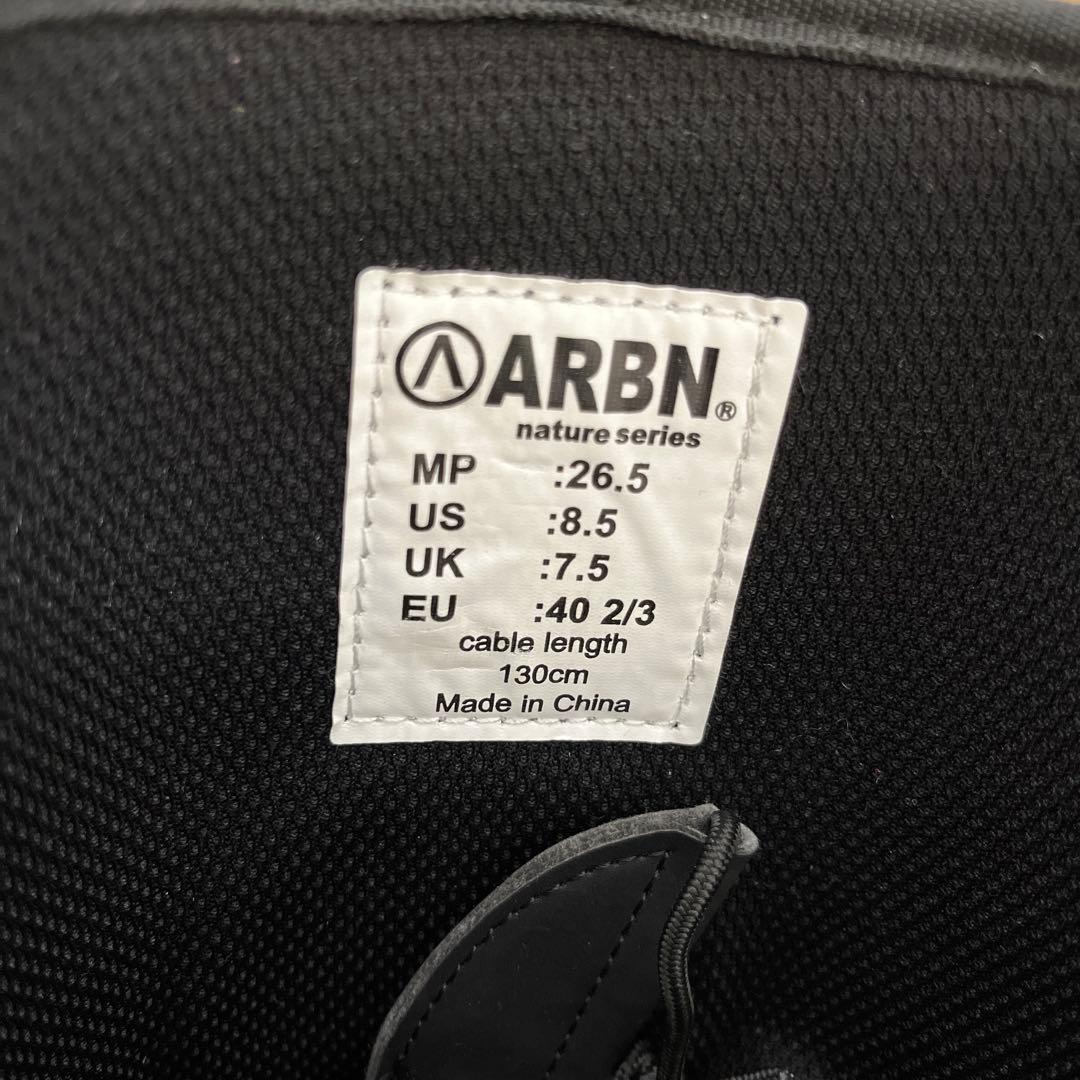 ARBN®
nature series
MP :26.5
US :8.5
UK :7.5
EU :40 2/3
cable length
130cm
Made in China